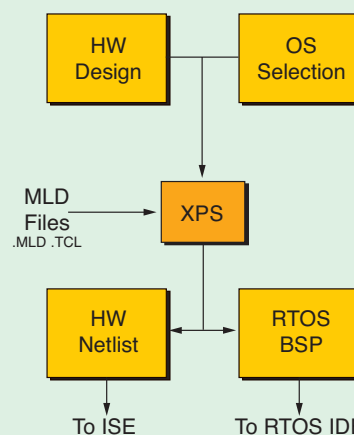 HW
Design
OS
Selection
MLD
Files
.MLD .TCL
XPS
HW
Netlist
RTOS
BSP
To ISE
To RTOS IDE